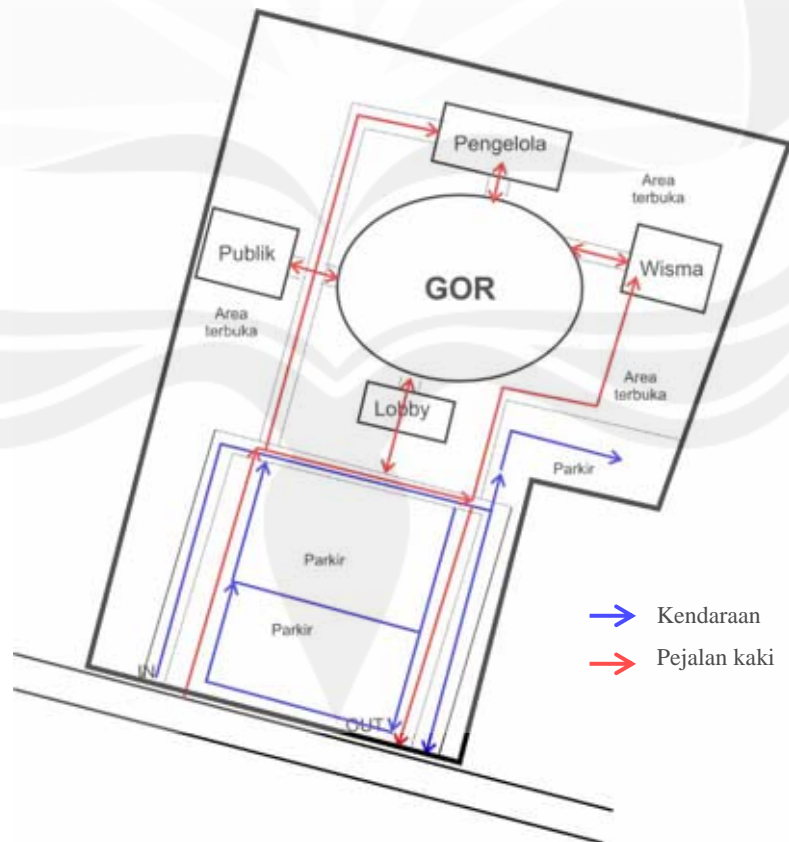 Pengelola
Area
terbuka
Publik
GOR
Wisma
Area
terbuka
Lobby
Area
terbuka
Parkir
Parkir
Parkir
Kendaraan
Pejalan kaki
IN
OUT